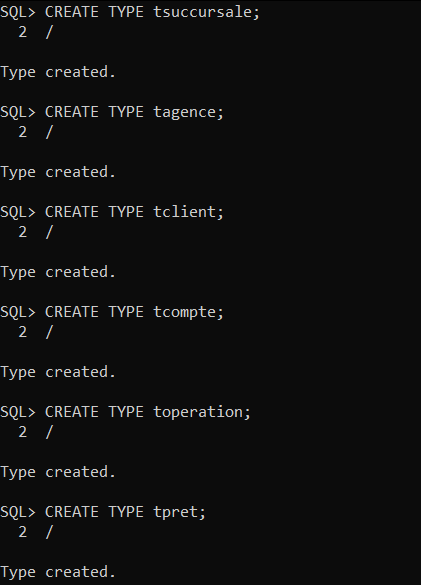 SQL> CREATE TYPE tsuccursale;
  2  /
Type created.
SQL> CREATE TYPE tagence;
  2  /
Type created.
SQL> CREATE TYPE tclient;
  2  /
Type created.
SQL> CREATE TYPE tcompte;
  2  /
Type created.
SQL> CREATE TYPE toperation;
  2  /
Type created.
SQL> CREATE TYPE tpret;
  2  /
Type created.